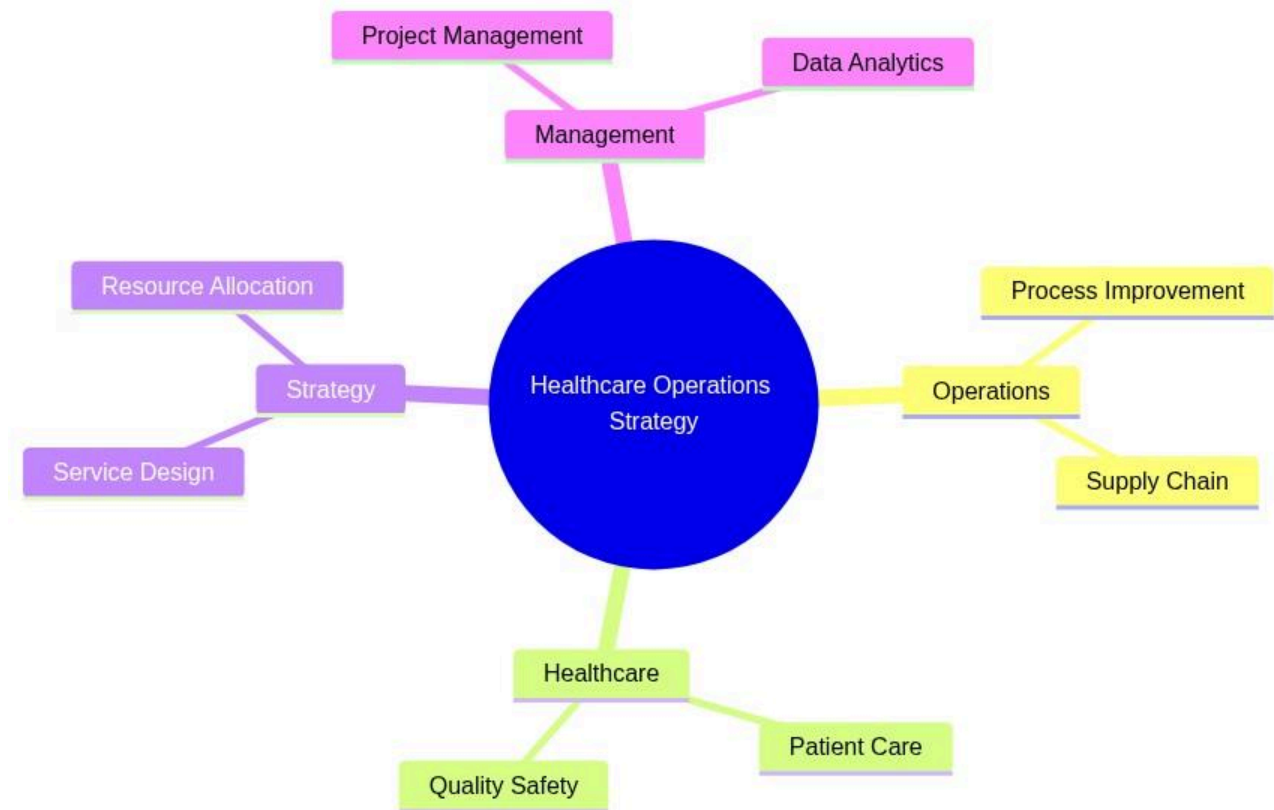 Project Management
Data Analytics
Management
Resource Allocation
Process Improvement
Strategy
Healthcare Operations
Strategy
Operations
Service Design
Supply Chain
Healthcare
Patient Care
Quality Safety